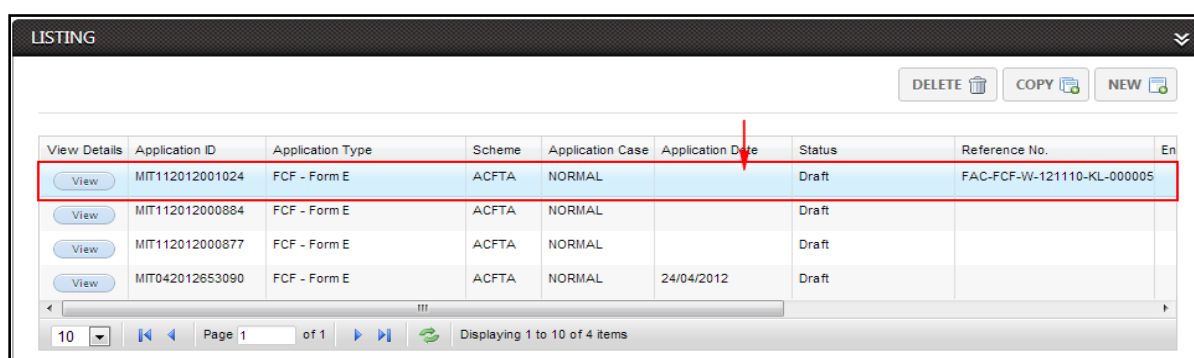 LISTING
DELETE COPY NEW
View Details Application ID Application Type Scheme Application Case Application Date Status Reference No. En
View MIT112012001024 FCF - Form E ACFTA NORMAL Draft FAC-FCF-W-121110-KL-000005
View MIT112012000884 FCF - Form E ACFTA NORMAL Draft
View MIT112012000877 FCF - Form E ACFTA NORMAL Draft
View MIT042012653090 FCF - Form E ACFTA NORMAL 24/04/2012 Draft
10 Page 1 of 1 Displaying 1 to 10 of 4 items